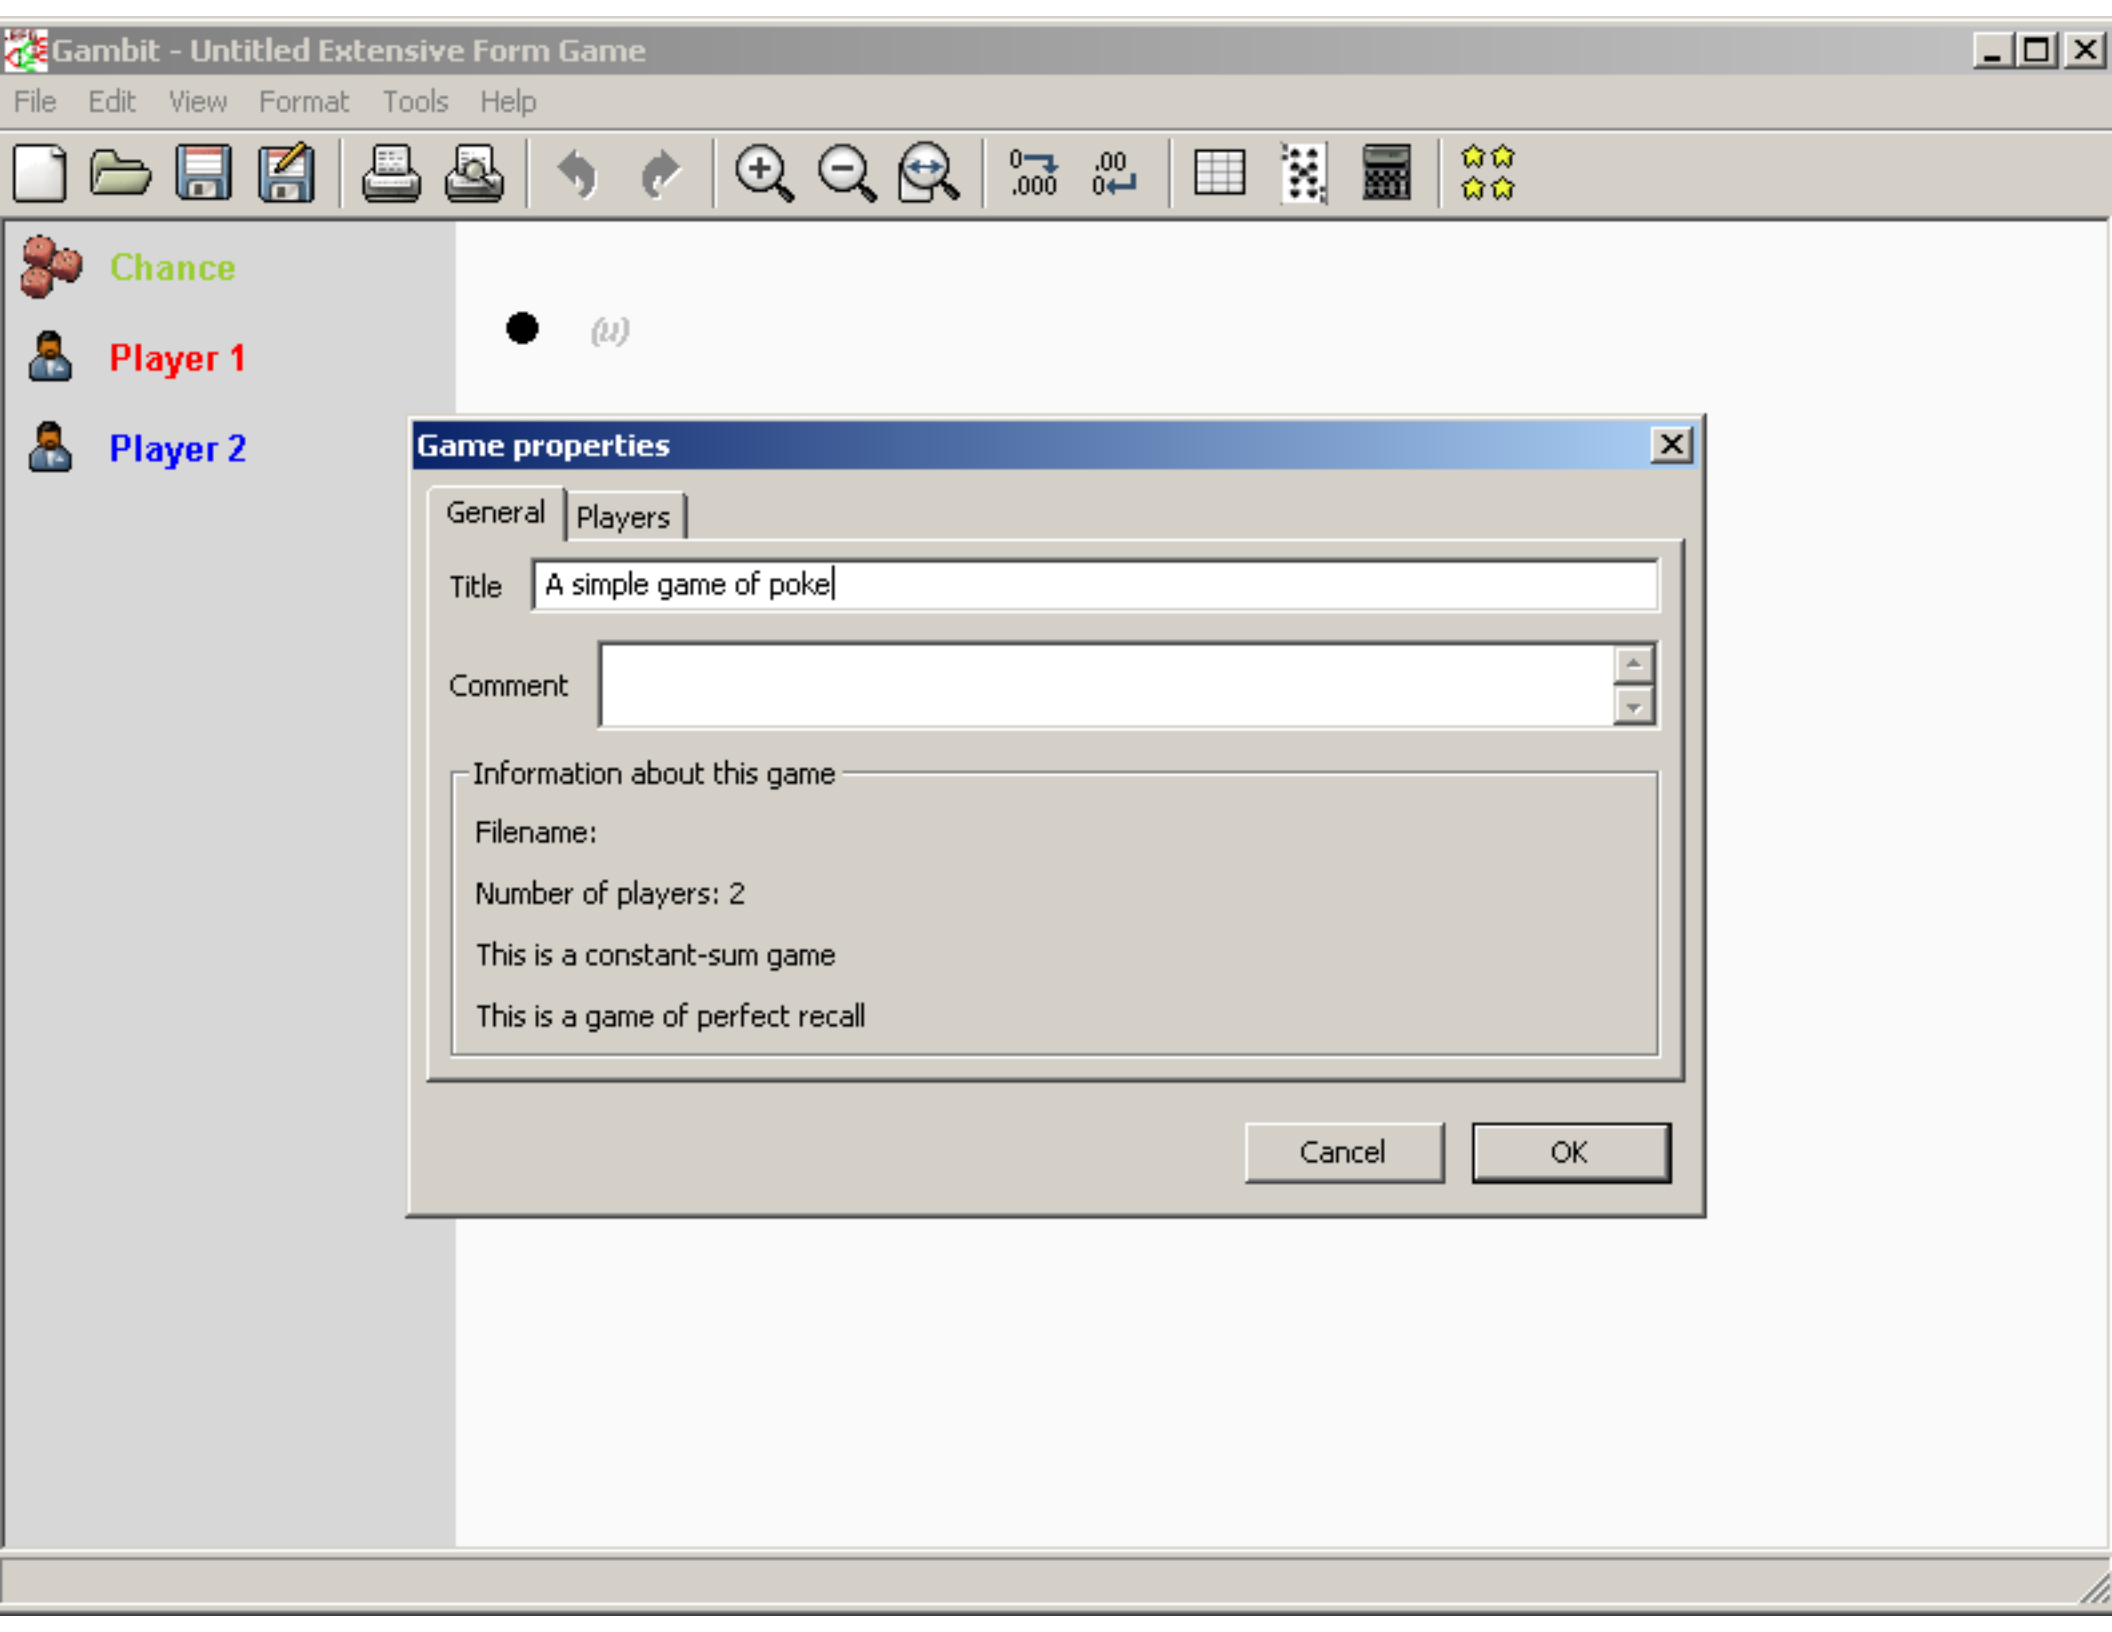 Gambit - Untitled Extensive Form Game
File Edit View Format Tools Help
0 .000 .00 0
Chance
(u)
Player 1
Player 2
Game properties
General Players
Title A simple game of poke
Comment
Information about this game
Filename:
Number of players: 2
This is a constant-sum game
This is a game of perfect recall
Cancel OK